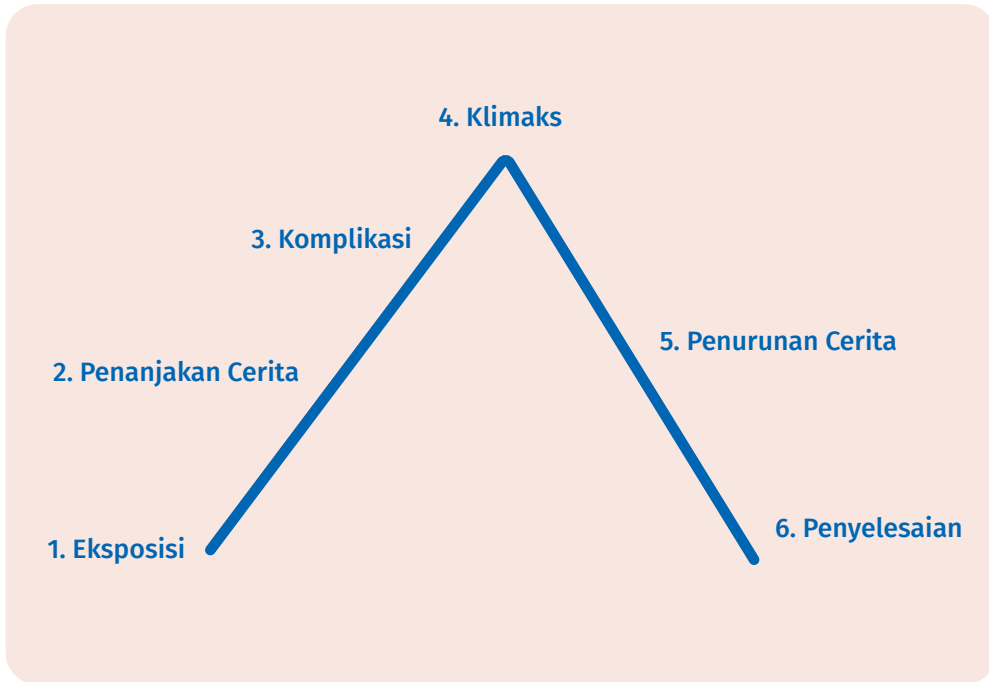 4. Klimaks
3. Komplikasi
5. Penurunan Cerita
2. Penanjakan Cerita
6. Penyelesaian
1. Eksposisi